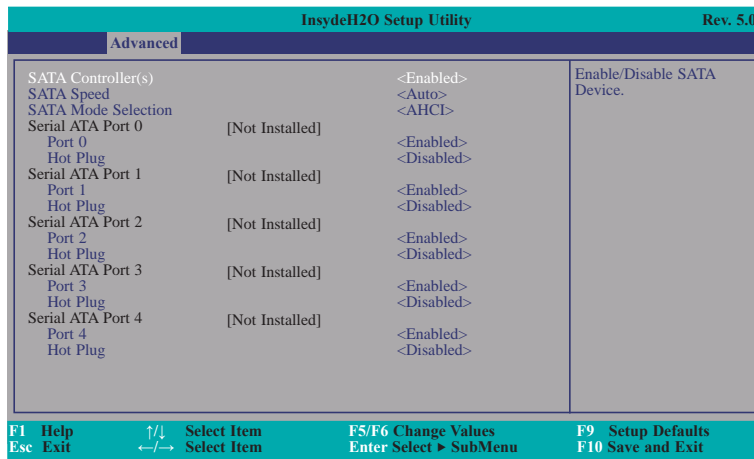 InsydeH2O Setup Utility Rev. 5.0
Advanced
SATA Controller(s) <Enabled> Enable/Disable SATA
SATA Speed <Auto> Device.
SATA Mode Selection <AHCI>
Serial ATA Port 0 [Not Installed]
Port 0 <Enabled>
Hot Plug <Disabled>
Serial ATA Port 1 [Not Installed]
Port 1 <Enabled>
Hot Plug <Disabled>
Serial ATA Port 2 [Not Installed]
Port 2 <Enabled>
Hot Plug <Disabled>
Serial ATA Port 3 [Not Installed]
Port 3 <Enabled>
Hot Plug <Disabled>
Serial ATA Port 4 [Not Installed]
Port 4 <Enabled>
Hot Plug <Disabled>
F1 Help ↑/↓ Select Item F5/F6 Change Values F9 Setup Defaults
Esc Exit ←/→ Select Item Enter Select ▶ SubMenu F10 Save and Exit